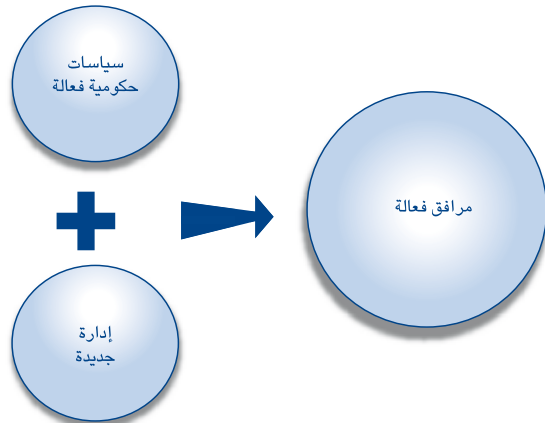 سياسات
حكومية فعالة
إدارة
جديدة
مرافق فعالة